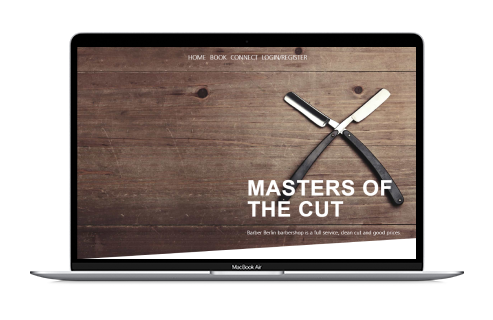 HOME BOOK CONNECT LOGIN/REGISTER
MASTERS OF
THE CUT
Barber Berlin barbershop is a full service, clean cut and good prices.
MacBook Air